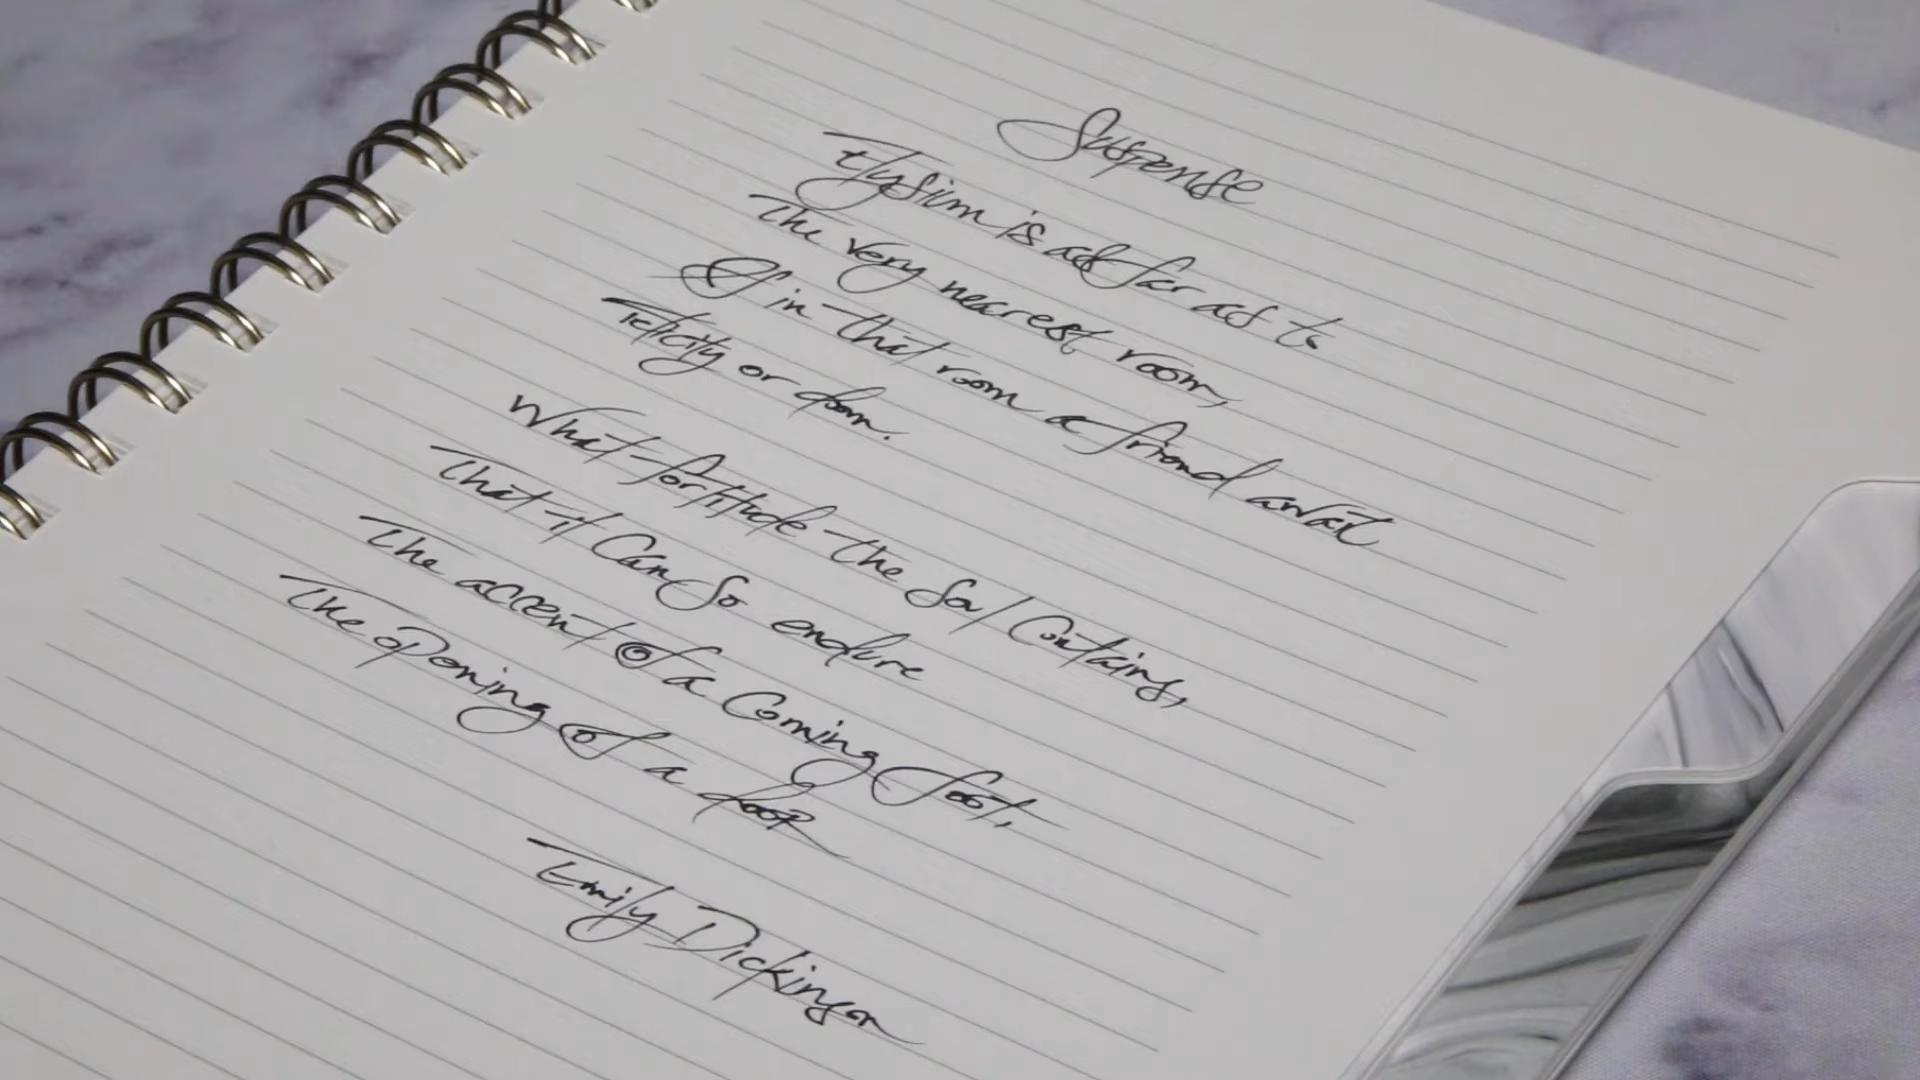 Suspense
Elysium is as far as to
The very nearest room,
If in that room a friend await
Felicity or doom.
What fortitude the Soul Contains,
That it Can So endure
The accent of a Coming foot,
The opening of a door
Emily Dickinson